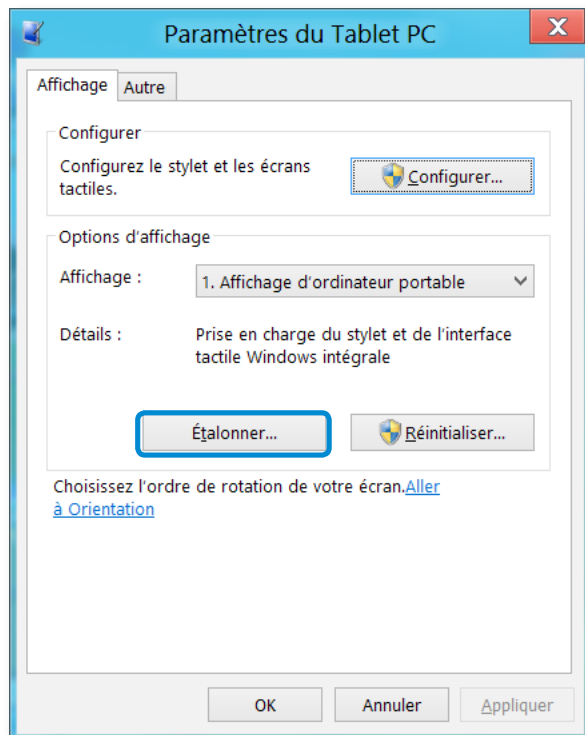 Paramètres du Tablet PC
X
Affichage
Autre
Configurer
Configurez le stylet et les écrans
tactiles.
Configurer...
Options d'affichage
Affichage :
1. Affichage d'ordinateur portable
Détails :
Prise en charge du stylet et de l'interface
tactile Windows intégrale
Étalonner...
Réinitialiser...
Choisissez l'ordre de rotation de votre écran.Aller
à Orientation
OK
Annuler
Appliquer